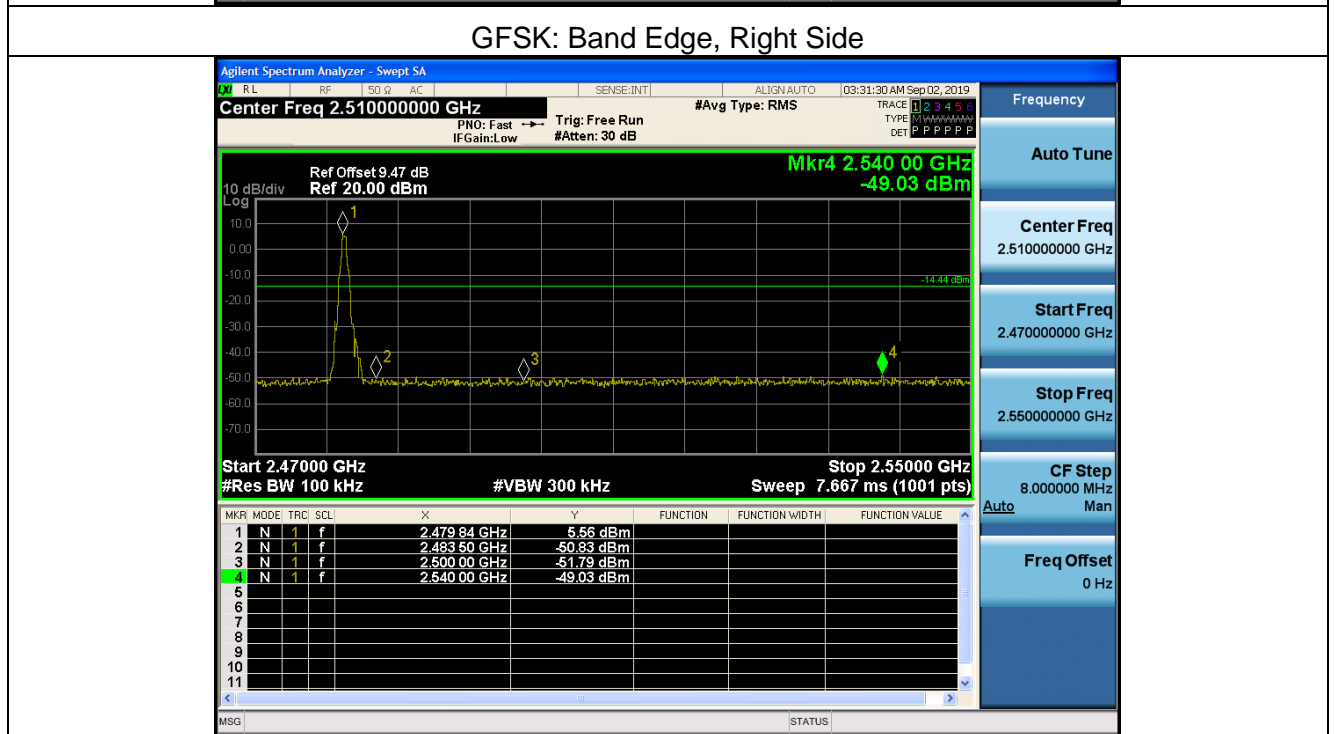 GFSK: Band Edge, Right Side
Agilent Spectrum Analyzer - Swept SA
LXI RL RF 50 Ω AC SENSE:INT ALIGNAUTO 03:31:30 AM Sep 02, 2019
Center Freq 2.510000000 GHz #Avg Type: RMS TRACE 1 2 3 4 5 6
PNO: Fast Trig: Free Run TYPE M WWWWW
IFGain:Low #Atten: 30 dB DET P P P P P P
Frequency
Mkr4 2.540 00 GHz
-49.03 dBm
Ref Offset 9.47 dB
10 dB/div Ref 20.00 dBm
Log
10.0
0.00
-10.0
-20.0
-30.0
-40.0
-50.0
-60.0
-70.0
1
-14.44 dBm
2
3
4
Start 2.47000 GHz Stop 2.55000 GHz
#Res BW 100 kHz #VBW 300 kHz Sweep 7.667 ms (1001 pts)
MKR MODE TRC SCL X Y FUNCTION FUNCTION WIDTH FUNCTION VALUE
1 N 1 f 2.479 84 GHz 5.56 dBm
2 N 1 f 2.483 50 GHz -50.83 dBm
3 N 1 f 2.500 00 GHz -51.79 dBm
4 N 1 f 2.540 00 GHz -49.03 dBm
5
6
7
8
9
10
11
MSG STATUS
Auto Tune
Center Freq
2.510000000 GHz
Start Freq
2.470000000 GHz
Stop Freq
2.550000000 GHz
CF Step
8.000000 MHz
Auto Man
Freq Offset
0 Hz